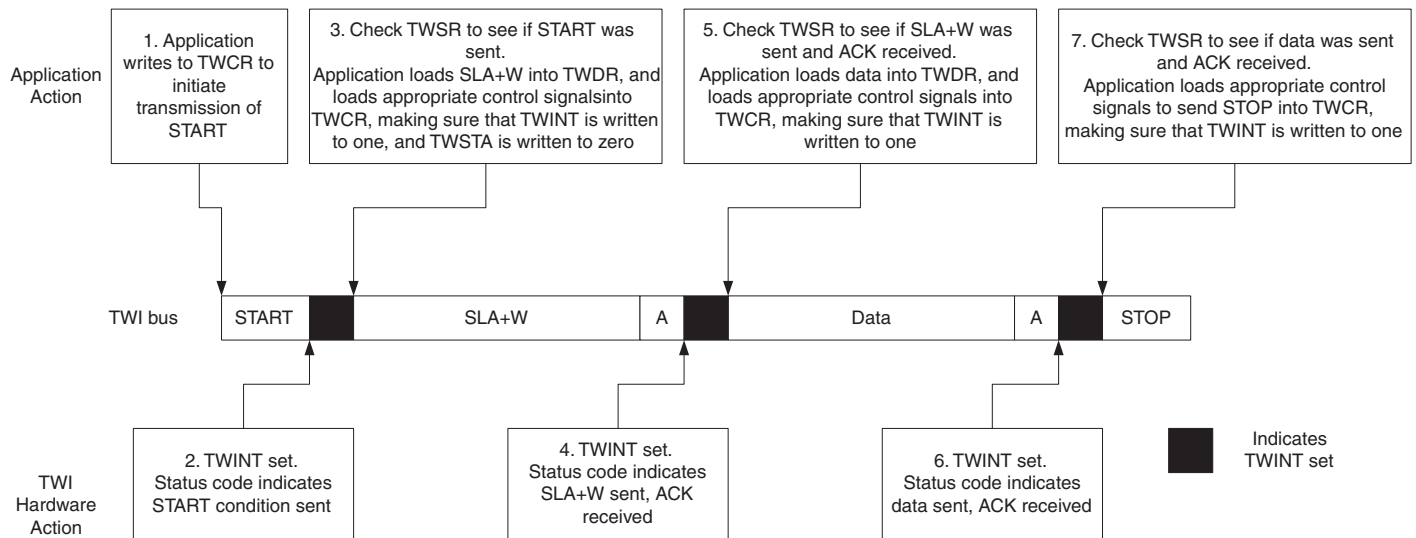 Application
Action
1. Application
writes to TWCR to
initiate
transmission of
START
3. Check TWSR to see if START was
sent.
Application loads SLA+W into TWDR, and
loads appropriate control signalsinto
TWCR, making sure that TWINT is written
to one, and TWSTA is written to zero
5. Check TWSR to see if SLA+W was
sent and ACK received.
Application loads data into TWDR, and
loads appropriate control signals into
TWCR, making sure that TWINT is
written to one
7. Check TWSR to see if data was sent
and ACK received.
Application loads appropriate control
signals to send STOP into TWCR,
making sure that TWINT is written to one
TWI bus
START
SLA+W
A
Data
A
STOP
TWI
Hardware
Action
2. TWINT set.
Status code indicates
START condition sent
4. TWINT set.
Status code indicates
SLA+W sent, ACK
received
6. TWINT set.
Status code indicates
data sent, ACK received
Indicates
TWINT set